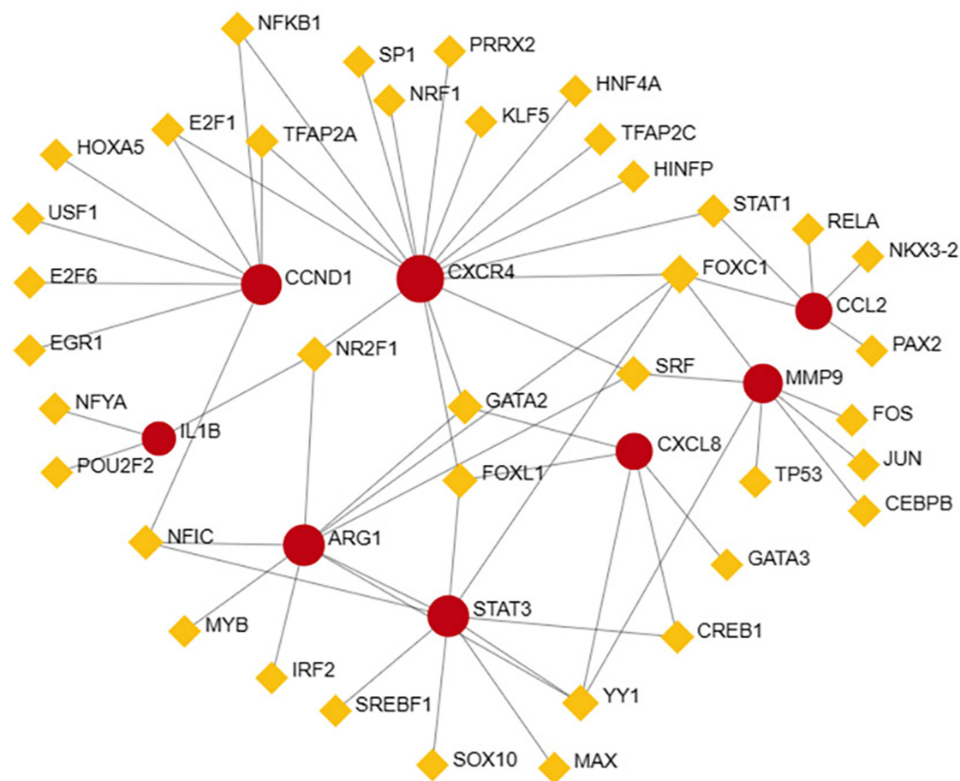 NFKB1
PRRX2
SP1
HNF4A
NRF1
KLF5
E2F1
TFAP2A
TFAP2C
HOXA5
HINFP
STAT1
USF1
RELA
NKX3-2
E2F6
CCND1
CXCR4
FOXC1
CCL2
EGR1
NR2F1
PAX2
SRF
MMP9
NFYA
GATA2
FOS
IL1B
CXCL8
POU2F2
FOXL1
TP53
JUN
CEBPB
NFIC
ARG1
GATA3
STAT3
MYB
CREB1
IRF2
SREBF1
YY1
SOX10
MAX